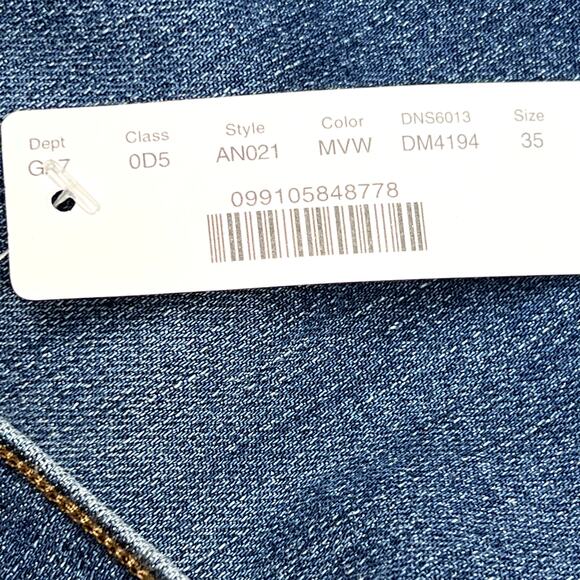 Dept Class Style Color DNS6013 Size
0D5 AN021 MVW DM4194 35
099105848778